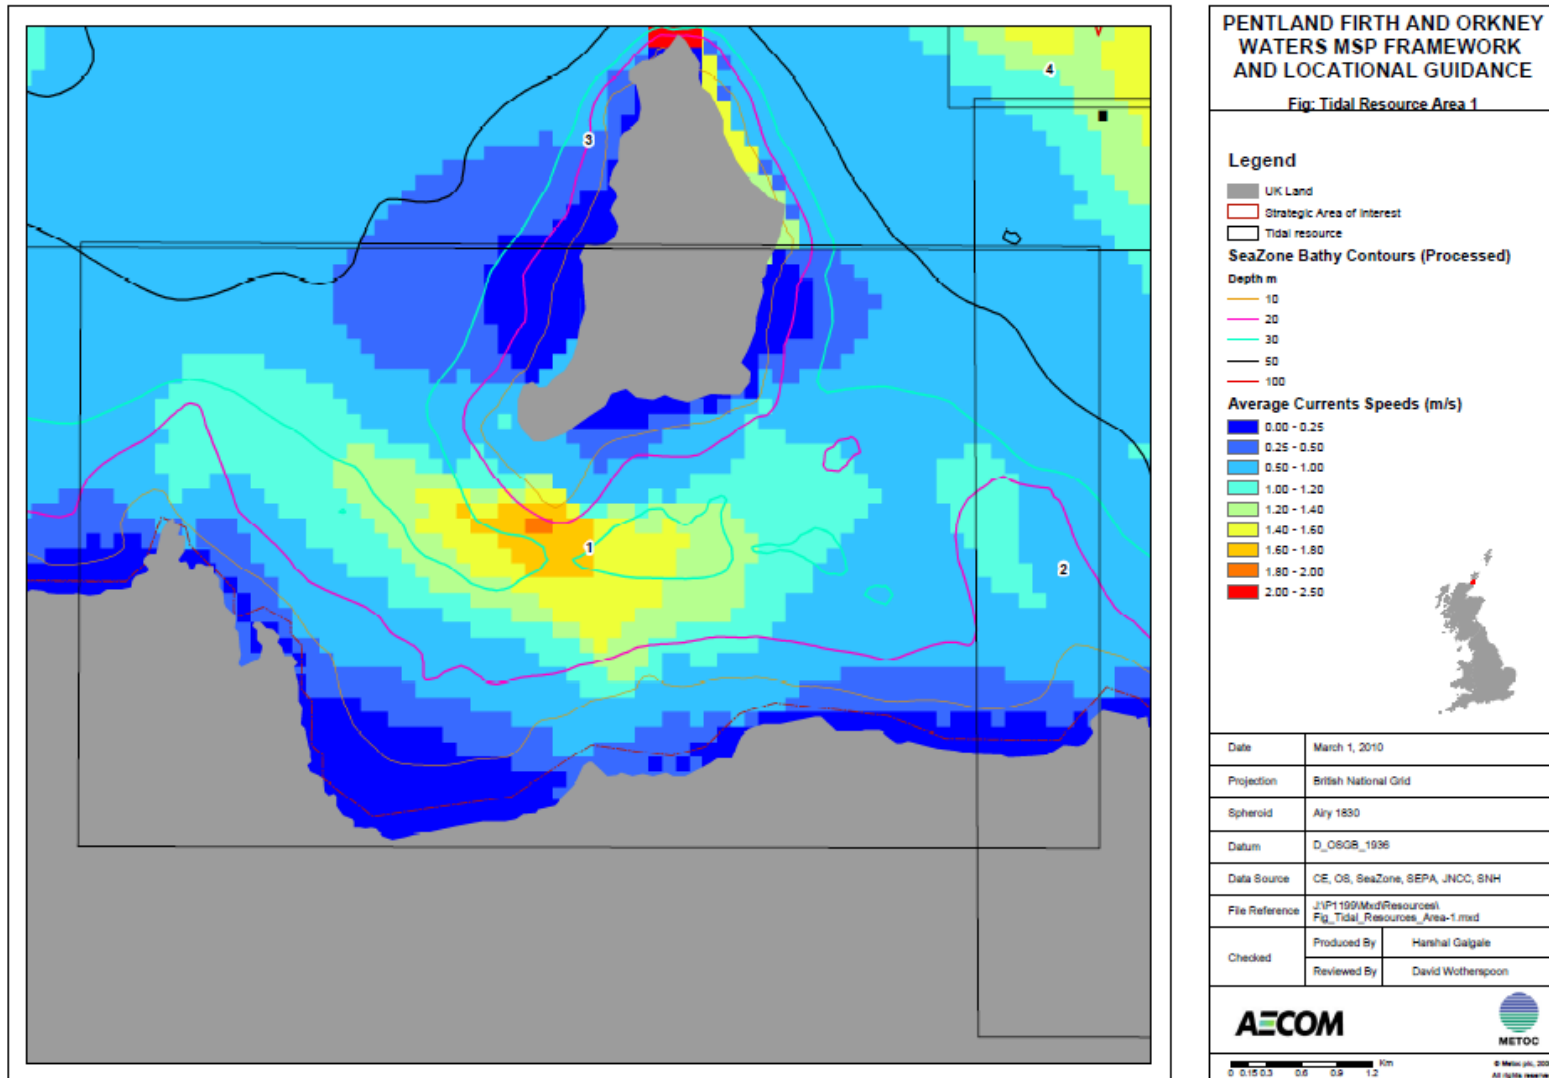 PENTLAND FIRTH AND ORKNEY
WATERS MSP FRAMEWORK
AND LOCATIONAL GUIDANCE
Fig: Tidal Resource Area 1
4
3
1
2
Legend
UK Land
Strategic Area of Interest
Tidal resource
SeaZone Bathy Contours (Processed)
Depth m
10
20
30
50
100
Average Currents Speeds (m/s)
0.00 - 0.25
0.25 - 0.50
0.50 - 1.00
1.00 - 1.20
1.20 - 1.40
1.40 - 1.60
1.60 - 1.80
1.80 - 2.00
2.00 - 2.50
Date March 1, 2010
Projection British National Grid
Spheroid Airy 1830
Datum D_OSGB_1936
Data Source CE, OS, SeaZone, SEPA, JNCC, SNH
File Reference J:\P1199\Mxd\Resources\
Fig_Tidal_Resources_Area-1.mxd
Checked
Produced By Harshal Galgale
Reviewed By David Wotherspoon
AECOM
METOC
Km
0 0.15 0.3 0.6 0.9 1.2
© Metoc plc,
All rights